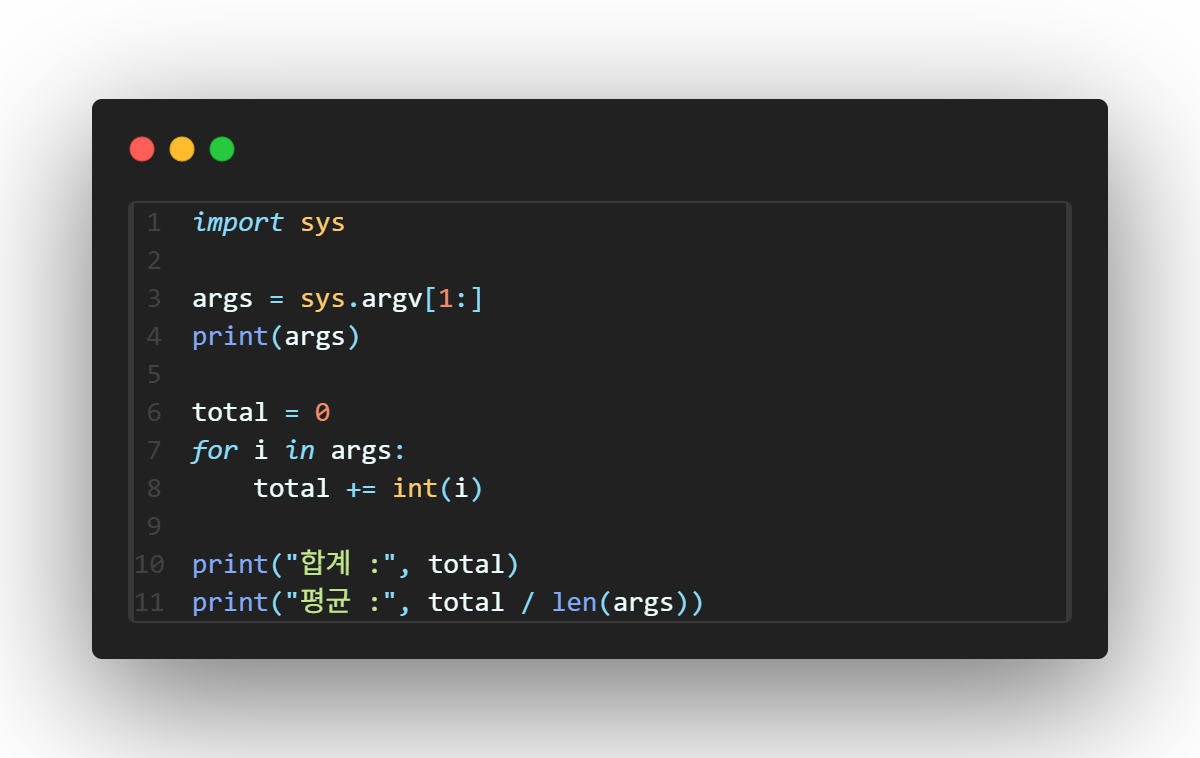 1 import sys
2
3 args = sys.argv[1:]
4 print(args)
5
6 total = 0
7 for i in args:
8     total += int(i)
9
10 print("합계 :", total)
11 print("평균 :", total / len(args))